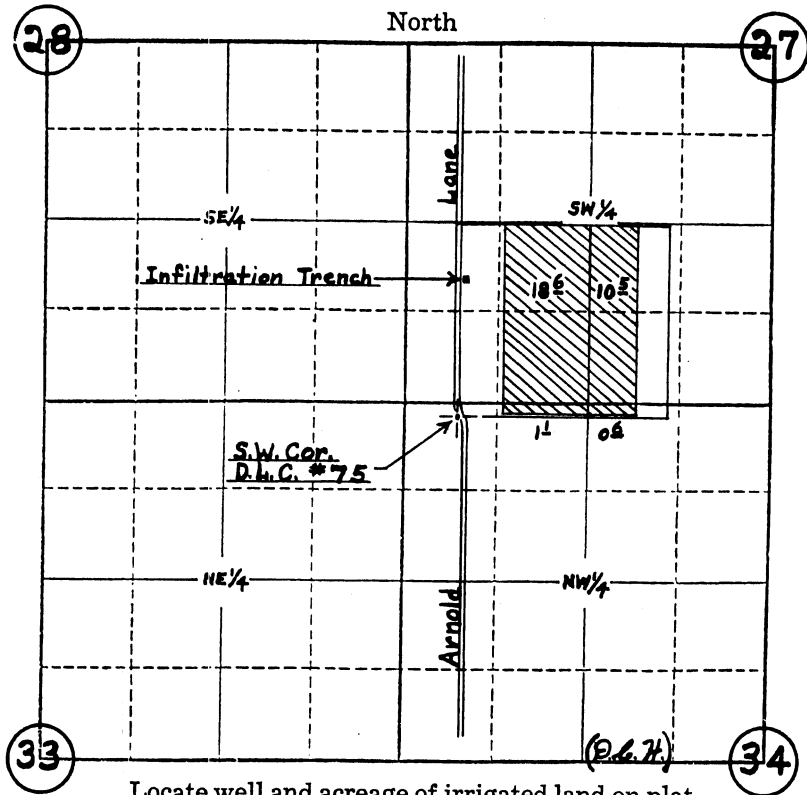 North
28
27
Lane
SE¼
SW¼
Infiltration Trench
18 6
10 5
S.W. Cor.
D.L.C. #75
1 1
0 6
NE¼
NW¼
Arnold
33
34
Locate well and acreage of irrigated land on plat